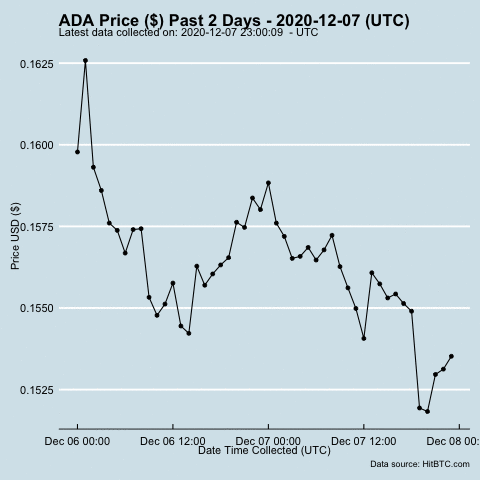 ADA Price ($) Past 2 Days - 2020-12-07 (UTC)
Latest data collected on: 2020-12-07 23:00:09 - UTC
0.1625
0.1600
0.1575
0.1550
0.1525
Price USD ($)
Dec 06 00:00 Dec 06 12:00 Dec 07 00:00 Dec 07 12:00 Dec 08 00:
Date Time Collected (UTC)
Data source: HitBTC.com